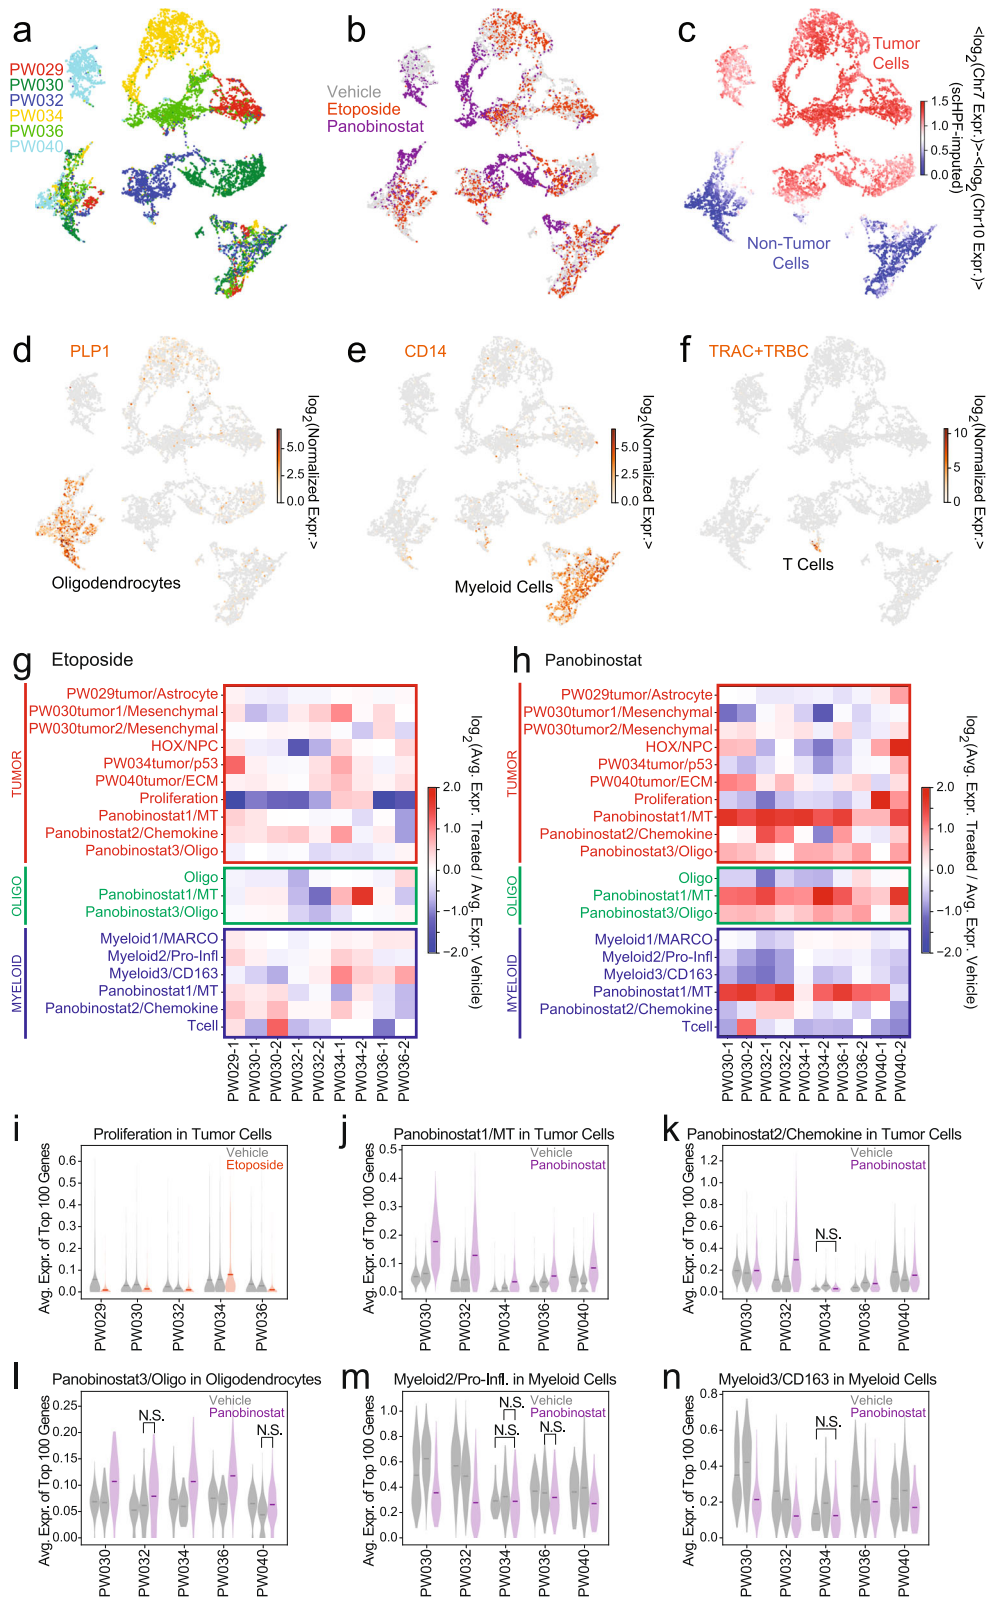 a
PW029
PW030
PW032
PW034
PW036
PW040
b
Vehicle
Etoposide
Panobinostat
c
Tumor
Cells
Non-Tumor
Cells
1.5
1.0
0.5
0.0
<log2(Chr7 Expr.)>-<log2(Chr10 Expr.)>
(scHPF-imputed)
d
PLP1
Oligodendrocytes
5.0
2.5
0.0
log2(Normalized Expr.>
e
CD14
Myeloid Cells
5.0
2.5
0.0
log2(Normalized Expr.>
f
TRAC+TRBC
T Cells
10
5
0
log2(Normalized Expr.>
g
Etoposide
TUMOR
PW029tumor/Astrocyte
PW030tumor1/Mesenchymal
PW030tumor2/Mesenchymal
HOX/NPC
PW034tumor/p53
PW040tumor/ECM
Proliferation
Panobinostat1/MT
Panobinostat2/Chemokine
Panobinostat3/Oligo
OLIGO
Oligo
Panobinostat1/MT
Panobinostat3/Oligo
MYELOID
Myeloid1/MARCO
Myeloid2/Pro-Infl
Myeloid3/CD163
Panobinostat1/MT
Panobinostat2/Chemokine
Tcell
PW029-1
PW030-1
PW030-2
PW032-1
PW032-2
PW034-1
PW034-2
PW036-1
PW036-2
2.0
1.0
0.0
−1.0
−2.0
log2(Avg. Expr. Treated / Avg. Expr. Vehicle)
h
Panobinostat
TUMOR
PW029tumor/Astrocyte
PW030tumor1/Mesenchymal
PW030tumor2/Mesenchymal
HOX/NPC
PW034tumor/p53
PW040tumor/ECM
Proliferation
Panobinostat1/MT
Panobinostat2/Chemokine
Panobinostat3/Oligo
OLIGO
Oligo
Panobinostat1/MT
Panobinostat3/Oligo
MYELOID
Myeloid1/MARCO
Myeloid2/Pro-Infl
Myeloid3/CD163
Panobinostat1/MT
Panobinostat2/Chemokine
Tcell
PW030-1
PW030-2
PW032-1
PW032-2
PW034-1
PW034-2
PW036-1
PW036-2
PW040-1
PW040-2
2.0
1.0
0.0
−1.0
−2.0
log2(Avg. Expr. Treated / Avg. Expr. Vehicle)
i
Proliferation in Tumor Cells
Vehicle
Etoposide
Avg. Expr. of Top 100 Genes
0.6
0.5
0.4
0.3
0.2
0.1
0.0
PW029
PW030
PW032
PW034
PW036
j
Panobinostat1/MT in Tumor Cells
Vehicle
Panobinostat
Avg. Expr. of Top 100 Genes
0.5
0.4
0.3
0.2
0.1
0.0
PW030
PW032
PW034
PW036
PW040
k
Panobinostat2/Chemokine in Tumor Cells
Vehicle
Panobinostat
N.S.
Avg. Expr. of Top 100 Genes
1.2
1.0
0.8
0.6
0.4
0.2
0.0
PW030
PW032
PW034
PW036
PW040
l
Panobinostat3/Oligo in Oligodendrocytes
Vehicle
Panobinostat
N.S.
N.S.
Avg. Expr. of Top 100 Genes
0.25
0.20
0.15
0.10
0.05
0.00
PW030
PW032
PW034
PW036
PW040
m
Myeloid2/Pro-Infl. in Myeloid Cells
Vehicle
Panobinostat
N.S.
N.S.
N.S.
Avg. Expr. of Top 100 Genes
1.0
0.8
0.6
0.4
0.2
0.0
PW030
PW032
PW034
PW036
PW040
n
Myeloid3/CD163 in Myeloid Cells
Vehicle
Panobinostat
N.S.
Avg. Expr. of Top 100 Genes
0.8
0.6
0.4
0.2
0.0
PW030
PW032
PW034
PW036
PW040